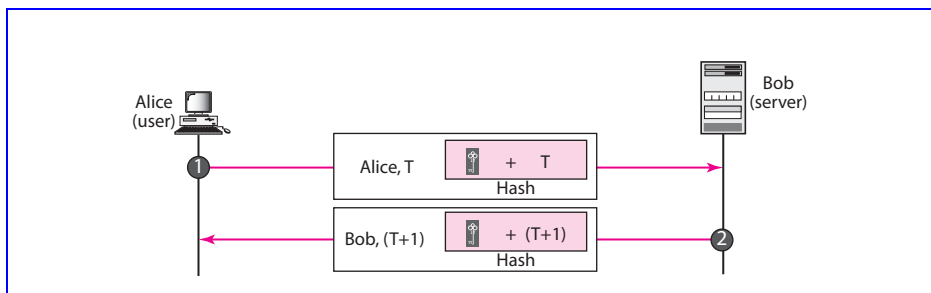 Alice
(user)
Bob
(server)
1
Alice, T
+ T
Hash
Bob, (T+1)
+ (T+1)
Hash
2